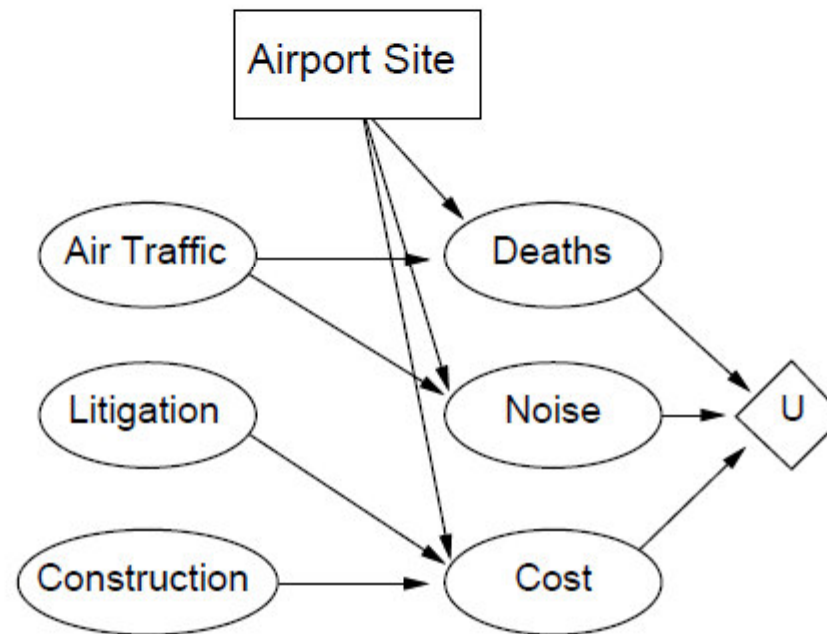 Airport Site
Air Traffic
Deaths
Litigation
Noise
U
Construction
Cost